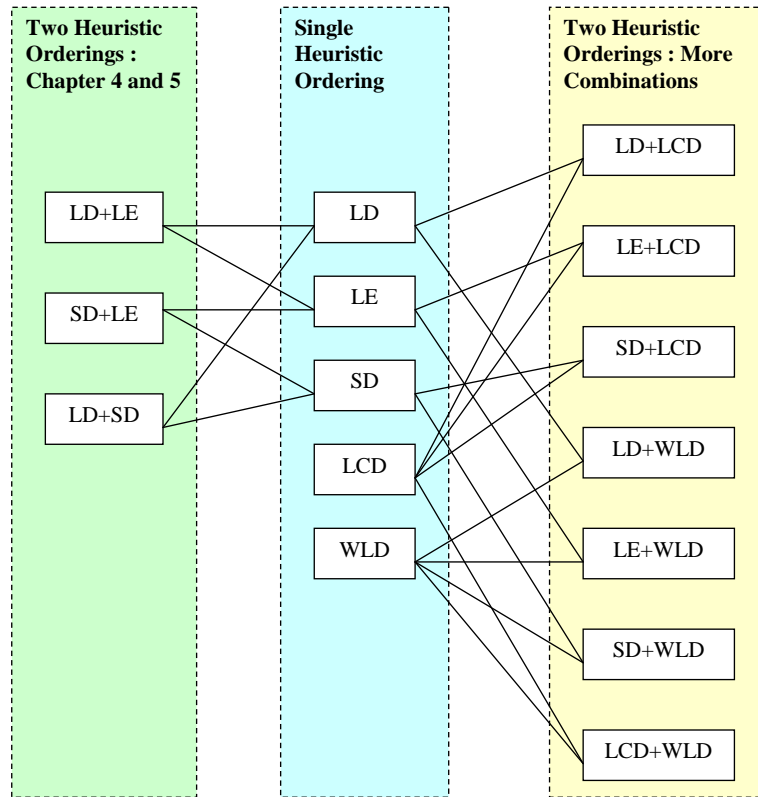 Two Heuristic
Orderings :
Chapter 4 and 5
LD+LE
SD+LE
LD+SD
Single
Heuristic
Ordering
LD
LE
SD
LCD
WLD
Two Heuristic
Orderings : More
Combinations
LD+LCD
LE+LCD
SD+LCD
LD+WLD
LE+WLD
SD+WLD
LCD+WLD